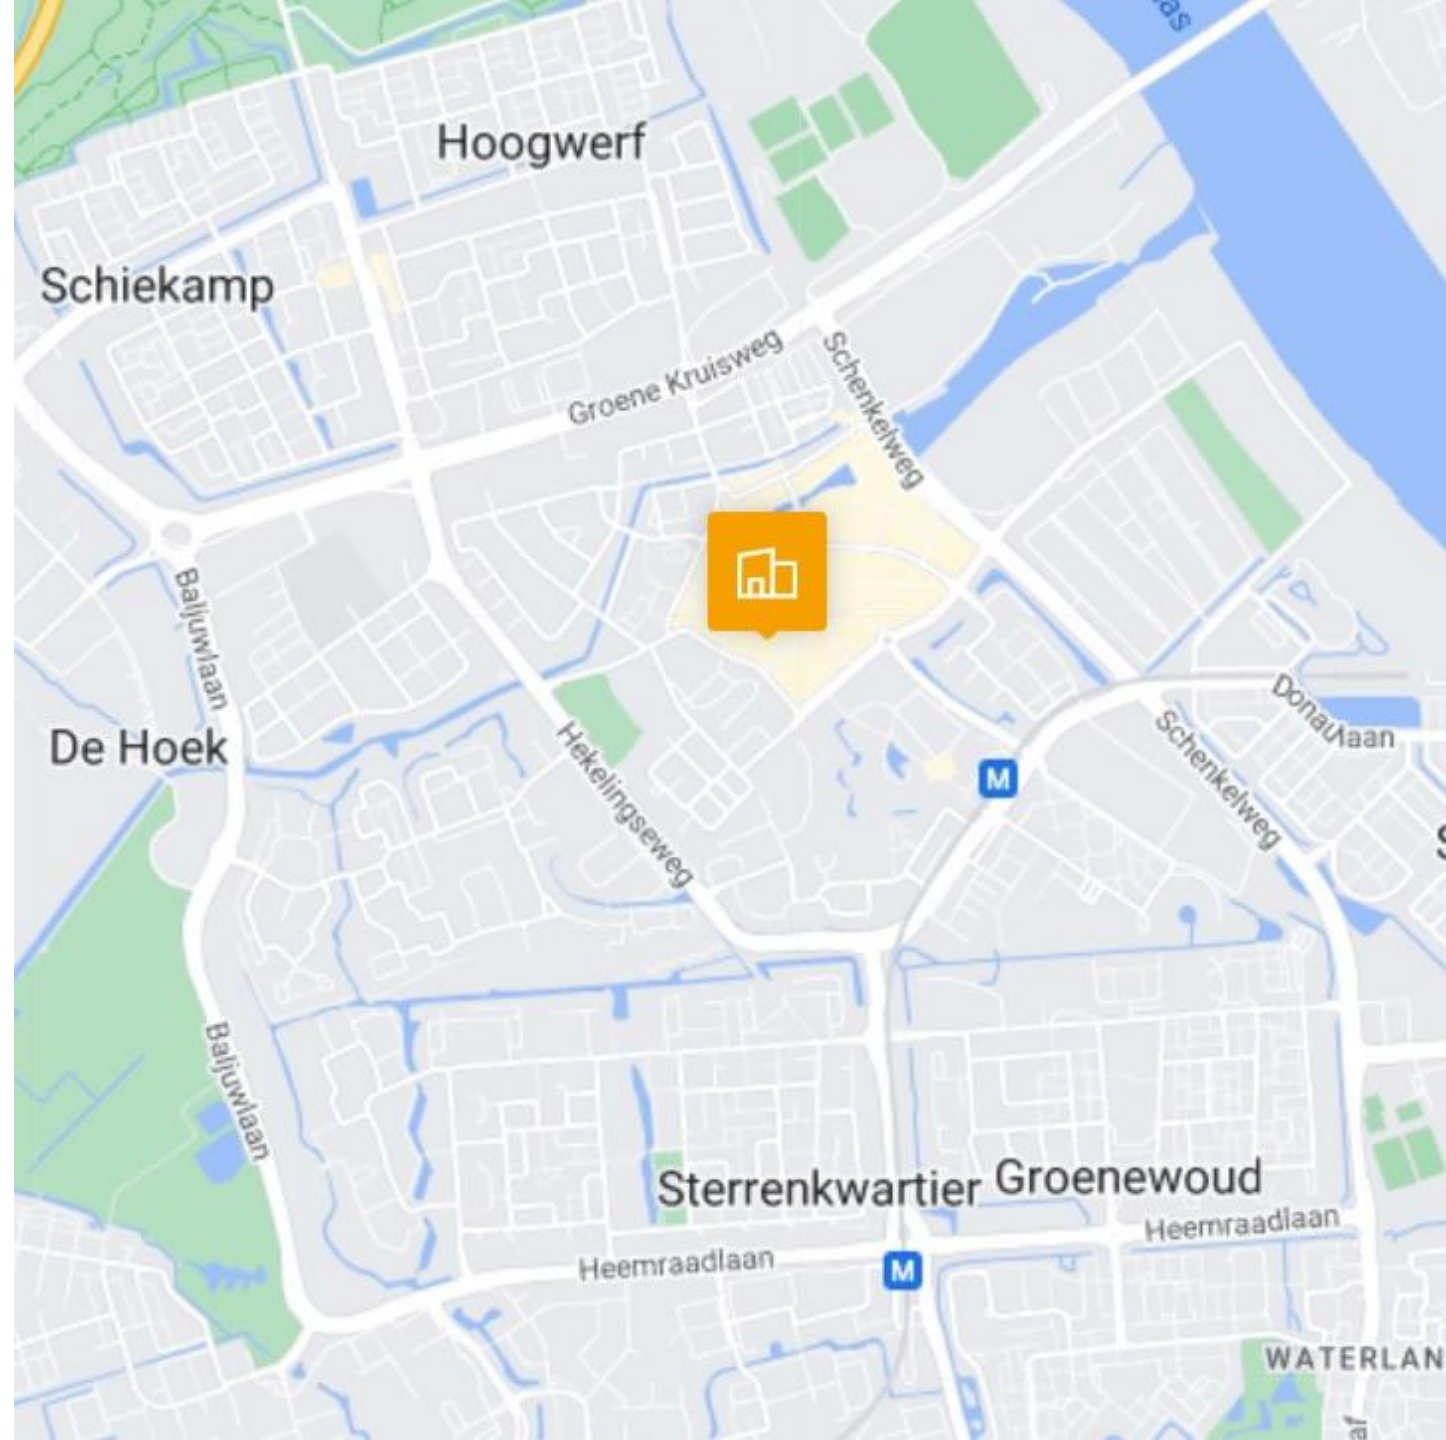 Hoogwerf
Schiekamp
Groene Kruisweg
Schenkelweg
Baljuwlaan
De Hoek
Hekelingseweg
M
Donaulaan
Schenkelweg
Baljuwlaan
Sterrenkwartier
Groenewoud
Heemraadlaan
Heemraadlaan
M
WATERLAN